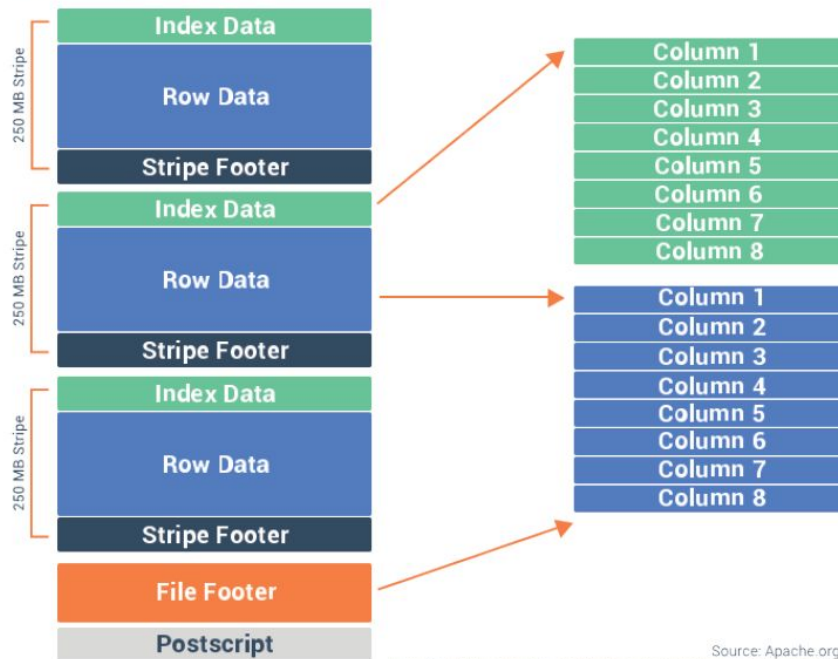 250 MB Stripe
Index Data
Row Data
Stripe Footer
250 MB Stripe
Index Data
Row Data
Stripe Footer
250 MB Stripe
Index Data
Row Data
Stripe Footer
File Footer
Postscript
Column 1
Column 2
Column 3
Column 4
Column 5
Column 6
Column 7
Column 8
Column 1
Column 2
Column 3
Column 4
Column 5
Column 6
Column 7
Column 8
Source: Apache.org